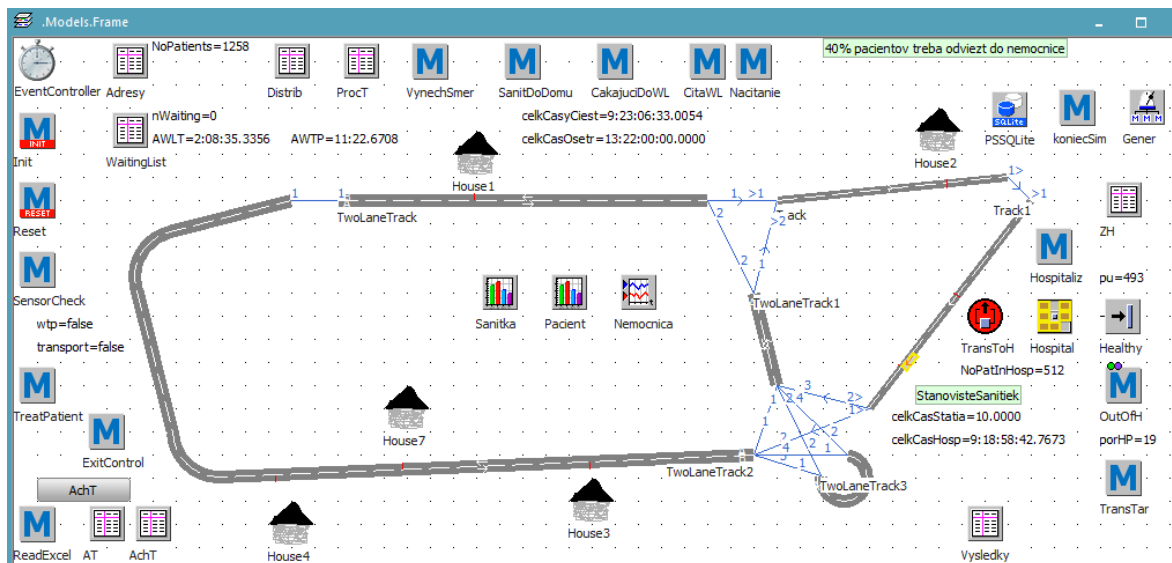 .Models.Frame
NoPatients=1258
40% pacientov treba odviezt do nemocnice
EventController
Adresy
Distrib
ProcT
VynechSmer
SanitDoDomu
CakajuciDoWL
CitaWL
Nacitanie
nWaiting=0
celkCasyCiest=9:23:06:33.0054
AWLT=2:08:35.3356
AWTP=11:22.6708
celkCasOsetr=13:22:00:00.0000
SQLite
PSSQLite
koniecSim
Gener
INIT
Init
WaitingList
House1
House2
TwoLaneTrack
Track1
RESET
Reset
ZH
Hospitaliz
pu=493
SensorCheck
Sanitka
Pacient
Nemocnica
TwoLaneTrack1
wtp=false
transport=false
TransToH
Hospital
Healthy
NoPatInHosp=512
TreatPatient
StanovisteSanitiek
OutOfH
celkCasStatia=10.0000
House7
celkCasHosp=9:18:58:42.7673
porHP=19
ExitControl
TwoLaneTrack2
TwoLaneTrack3
AchT
TransTar
House3
ReadExcel
AT
AchT
House4
Vysledky